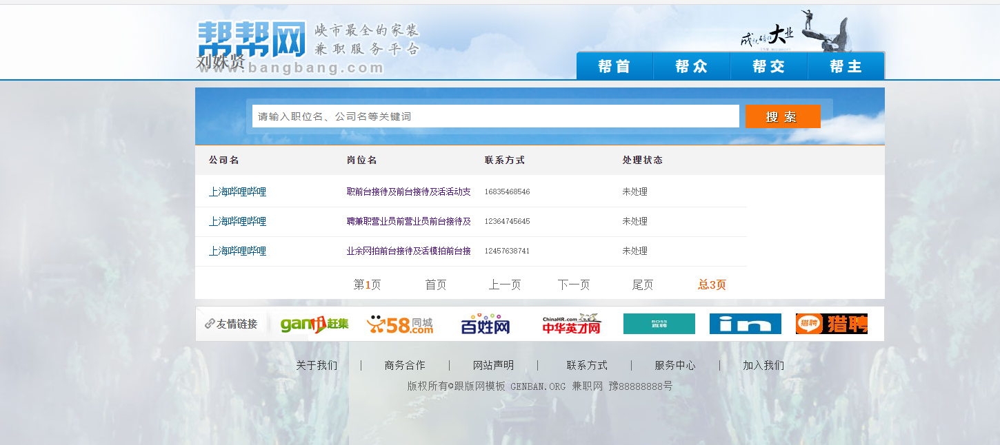 帮帮网
峡市最全的家装
兼职服务平台
刘姝贤
www.bangbang.com
大业
帮首 帮众 帮交 帮主
请输入职位名、公司名等关键词 搜索
公司名 岗位名 联系方式 处理状态
上海哔哩哔哩 职前台接待及前台接待及活活动支 16835468546 未处理
上海哔哩哔哩 聘兼职营业员前营业员前台接待及 12364745645 未处理
上海哔哩哔哩 业余网拍前台接待及活模拍前台接 12457638741 未处理
第1页 首页 上一页 下一页 尾页 总3页
友情链接 ganji赶集 58同城.com 百姓网 ChinaHR.com 中华英才网 BOSS直聘 in 猎聘 猎聘
关于我们 | 商务合作 | 网站声明 | 联系方式 | 服务中心 | 加入我们
版权所有©跟版网模板 GENBAN.ORG 兼职网 豫88888888号